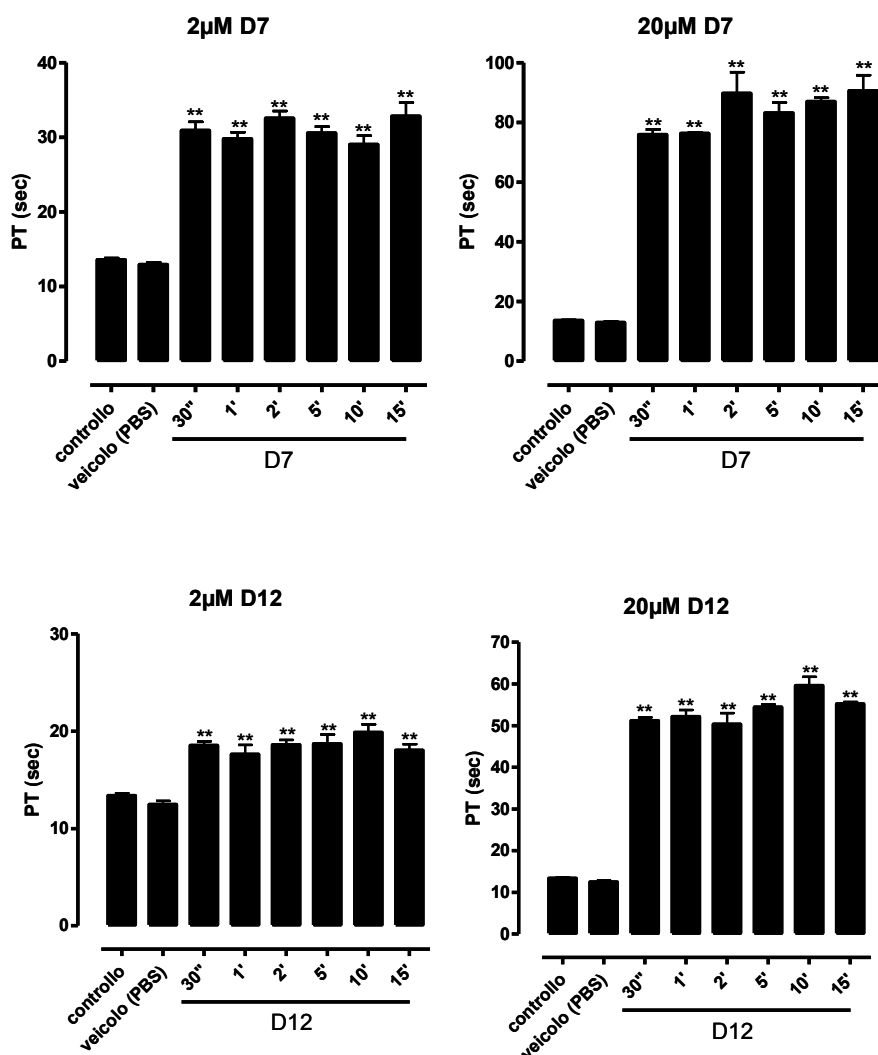 2µM D7
PT (sec)
40
30
20
10
0
** ** ** ** ** **
controllo veicolo (PBS) 30" 1' 2' 5' 10' 15'
D7
20µM D7
PT (sec)
100
80
60
40
20
0
** ** ** ** ** **
controllo veicolo (PBS) 30" 1' 2' 5' 10' 15'
D7
2µM D12
PT (sec)
30
20
10
0
** ** ** ** ** **
controllo veicolo (PBS) 30" 1' 2' 5' 10' 15'
D12
20µM D12
PT (sec)
70
60
50
40
30
20
10
0
** ** ** ** ** **
controllo veicolo (PBS) 30" 1' 2' 5' 10' 15'
D12